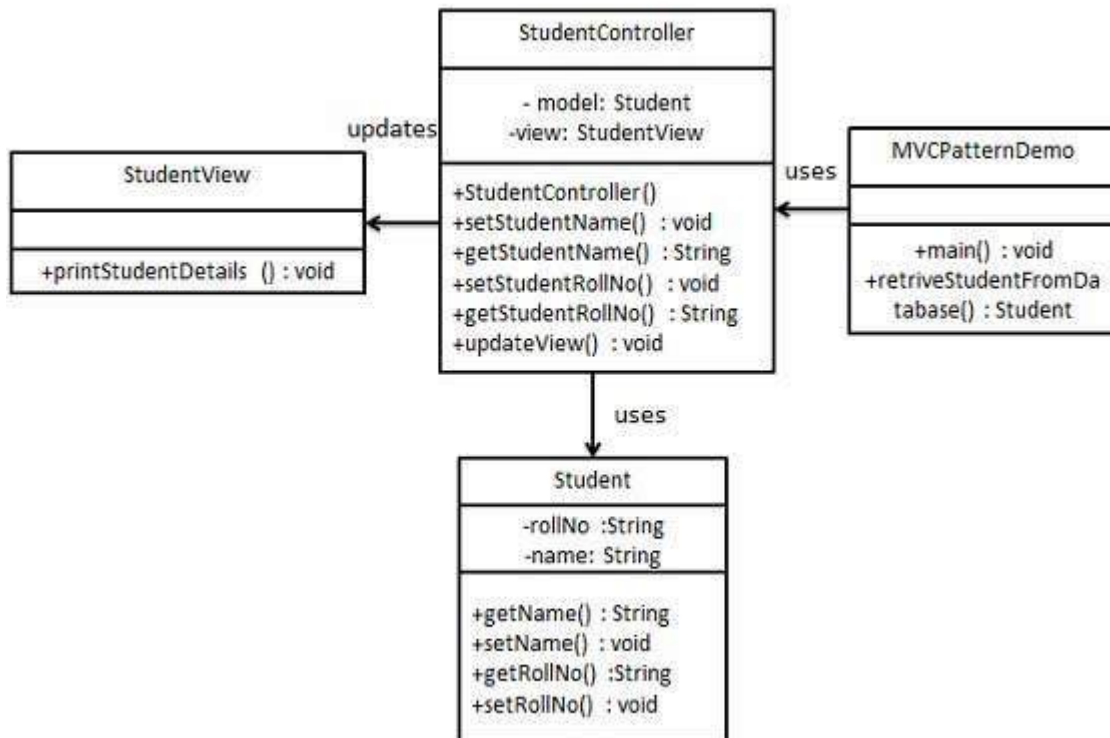 StudentController
- model: Student
-view: StudentView
+StudentController()
+setStudentName() : void
+getStudentName() : String
+setStudentRollNo() : void
+getStudentRollNo() : String
+updateView() : void
updates
StudentView
+printStudentDetails () : void
uses
MVCPatternDemo
+main() : void
+retriveStudentFromDa
tabase() : Student
uses
Student
-rollNo :String
-name: String
+getName() : String
+setName() : void
+getRollNo() :String
+setRollNo() : void